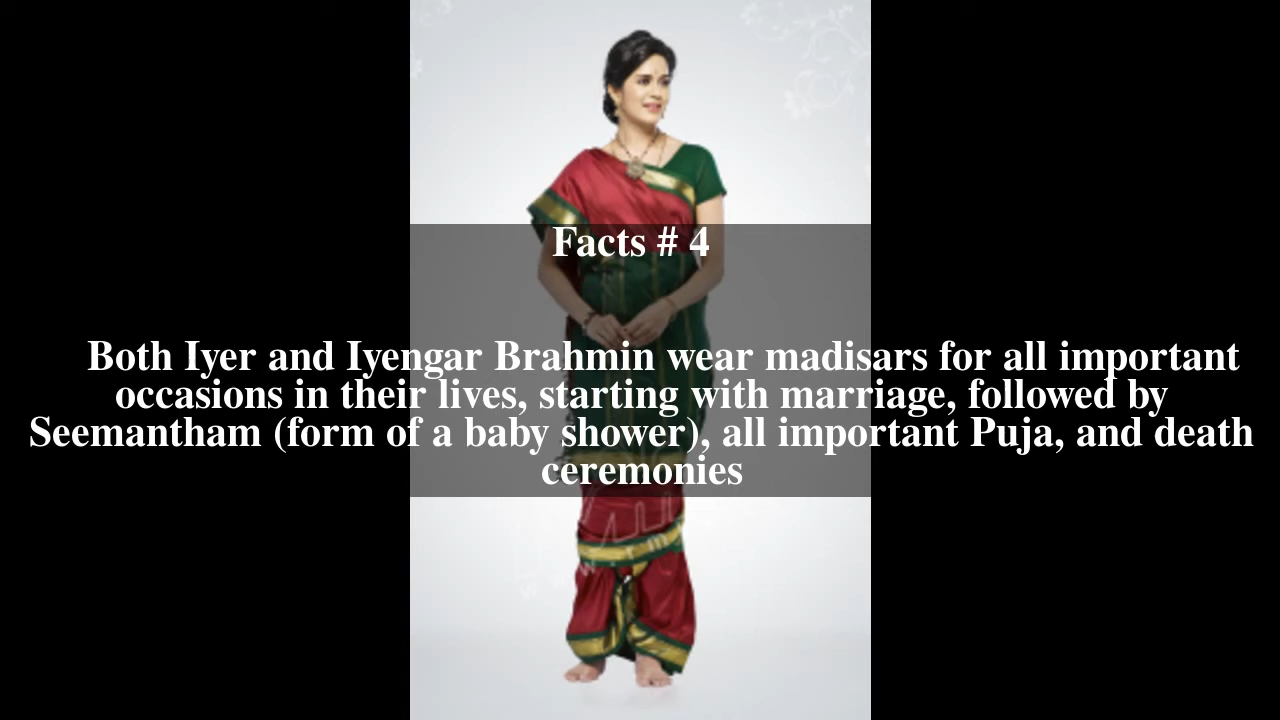 Facts # 4
Both Iyer and Iyengar Brahmin wear madisars for all important
occasions in their lives, starting with marriage, followed by
Seemantham (form of a baby shower), all important Puja, and death
ceremonies